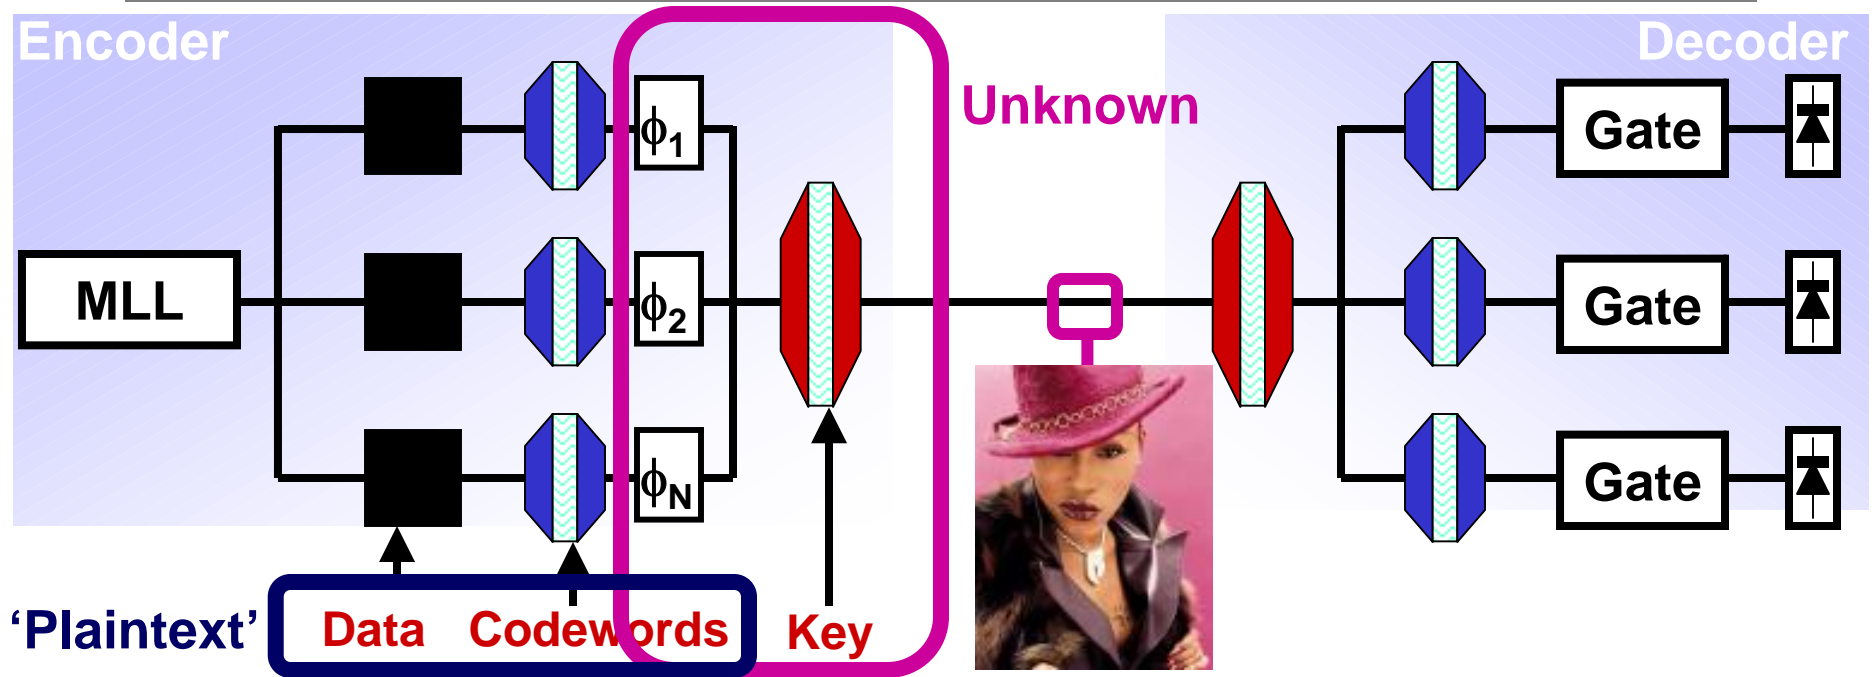 Encoder
Decoder
Unknown
MLL
ϕ1
ϕ2
ϕN
Gate
Gate
Gate
‘Plaintext’
Data
Codewords
Key